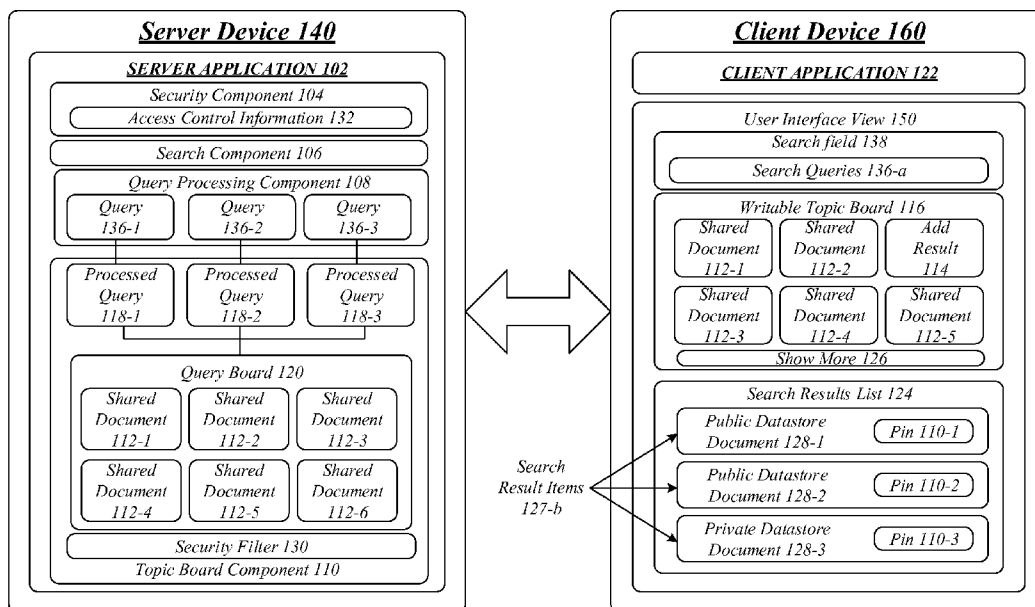 Server Device 140
SERVER APPLICATION 102
Security Component 104
Access Control Information 132
Search Component 106
Query Processing Component 108
Query
136-1
Query
136-2
Query
136-3
Processed
Query
118-1
Processed
Query
118-2
Processed
Query
118-3
Query Board 120
Shared
Document
112-1
Shared
Document
112-2
Shared
Document
112-3
Shared
Document
112-4
Shared
Document
112-5
Shared
Document
112-6
Security Filter 130
Topic Board Component 110
Client Device 160
CLIENT APPLICATION 122
User Interface View 150
Search field 138
Search Queries 136-a
Writable Topic Board 116
Shared
Document
112-1
Shared
Document
112-2
Add
Result
114
Shared
Document
112-3
Shared
Document
112-4
Shared
Document
112-5
Show More 126
Search Results List 124
Public Datastore
Document 128-1
Pin 110-1
Public Datastore
Document 128-2
Pin 110-2
Private Datastore
Document 128-3
Pin 110-3
Search
Result Items
127-b